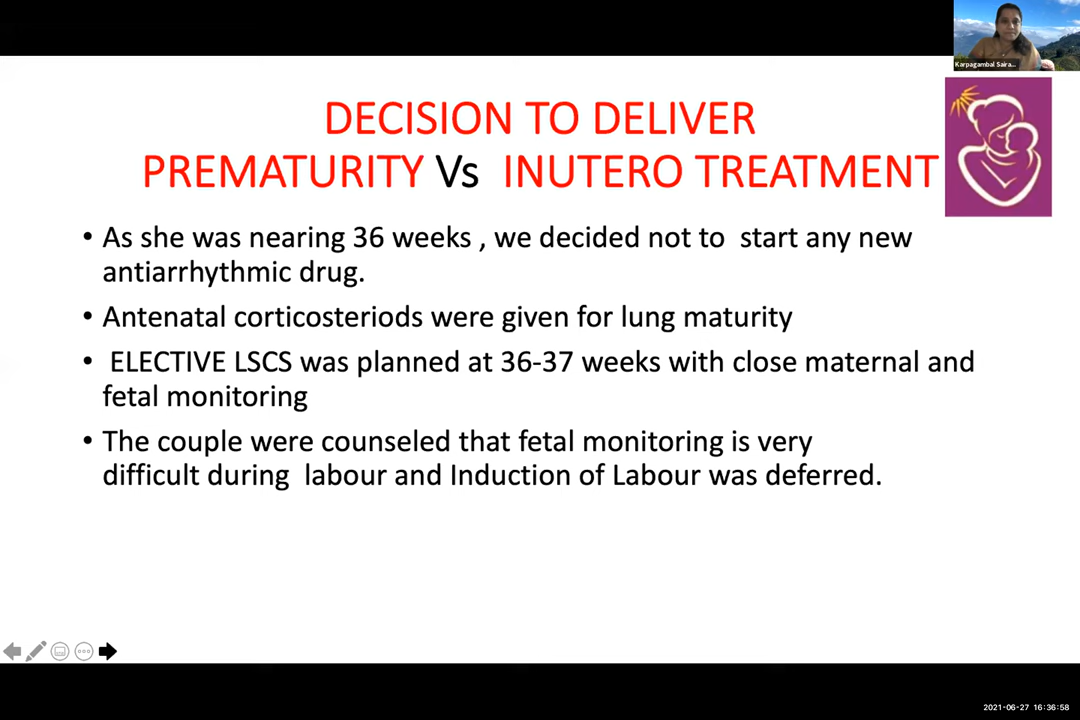 Karpagambal Saira...
DECISION TO DELIVER
PREMATURITY Vs INUTERO TREATMENT
• As she was nearing 36 weeks , we decided not to start any new
antiarrhythmic drug.
• Antenatal corticosteriods were given for lung maturity
• ELECTIVE LSCS was planned at 36-37 weeks with close maternal and
fetal monitoring
• The couple were counseled that fetal monitoring is very
difficult during labour and Induction of Labour was deferred.
2021-06-27 16:36:58